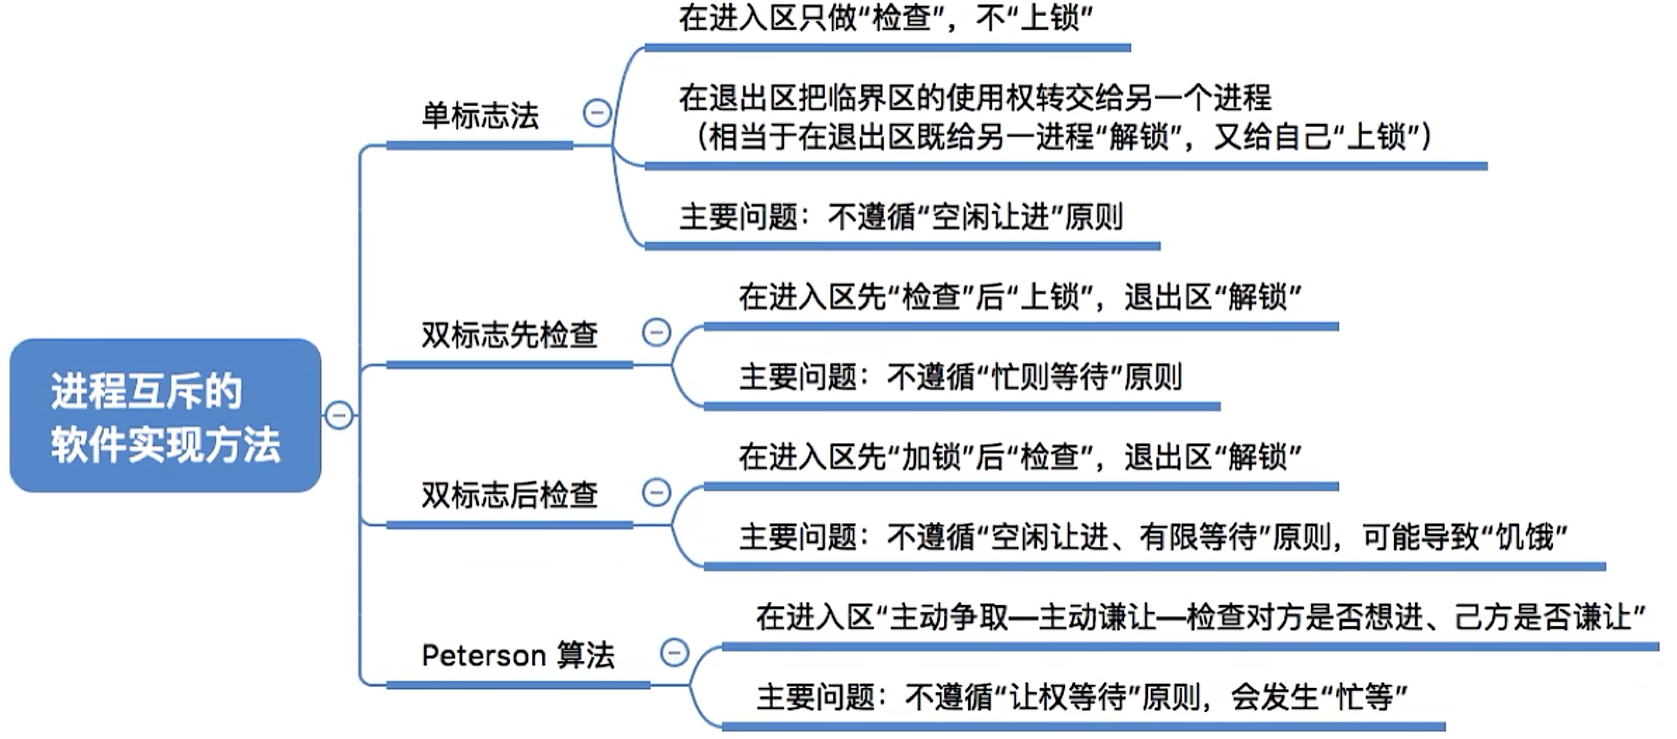 进程互斥的
软件实现方法
单标志法
在进入区只做“检查”，不“上锁”
在退出区把临界区的使用权转交给另一个进程
（相当于在退出区既给另一进程“解锁”，又给自己“上锁”）
主要问题：不遵循“空闲让进”原则
双标志先检查
在进入区先“检查”后“上锁”，退出区“解锁”
主要问题：不遵循“忙则等待”原则
双标志后检查
在进入区先“加锁”后“检查”，退出区“解锁”
主要问题：不遵循“空闲让进、有限等待”原则，可能导致“饥饿”
Peterson 算法
在进入区“主动争取—主动谦让—检查对方是否想进、己方是否谦让”
主要问题：不遵循“让权等待”原则，会发生“忙等”